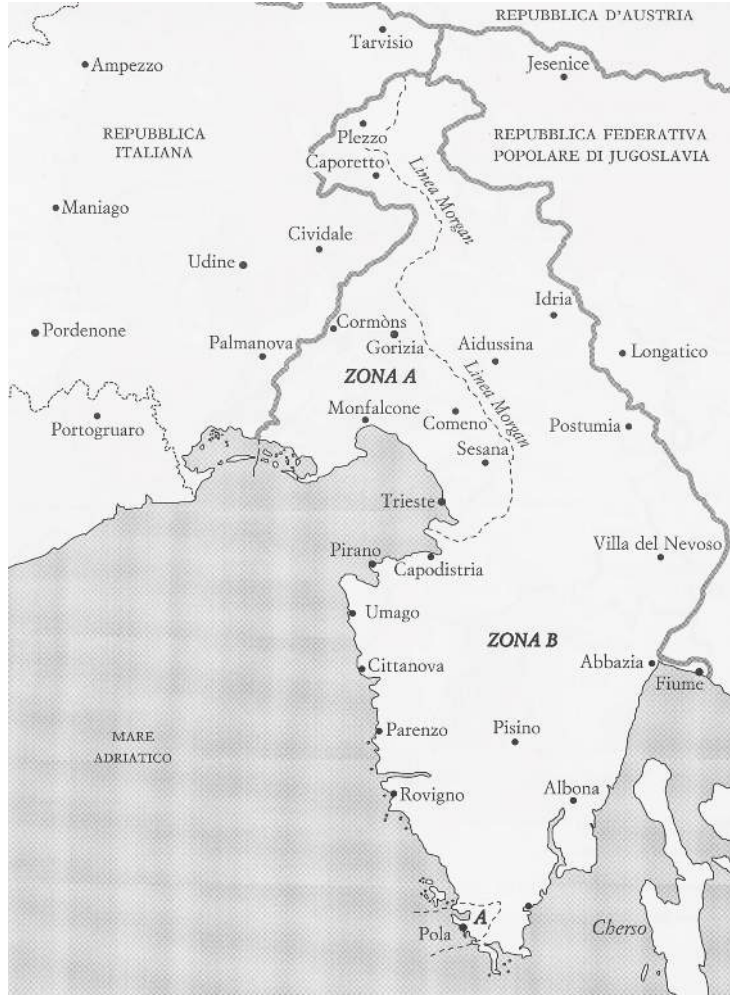 REPUBBLICA D'AUSTRIA
Tarvisio
Ampezzo
Jesenice
REPUBBLICA
ITALIANA
Plezzo
REPUBBLICA FEDERATIVA
POPOLARE DI JUGOSLAVIA
Caporetto
Linea Morgan
Maniago
Cividale
Udine
Idria
Pordenone
Cormòns
Palmanova
Gorizia
Aidussina
Longatico
ZONA A
Linea Morgan
Monfalcone
Comeno
Portogruaro
Postumia
Sesana
Trieste
Pirano
Capodistria
Villa del Nevoso
Umago
ZONA B
Cittanova
Abbazia
Fiume
MARE
ADRIATICO
Parenzo
Pisino
Rovigno
Albona
A
Pola
Cherso